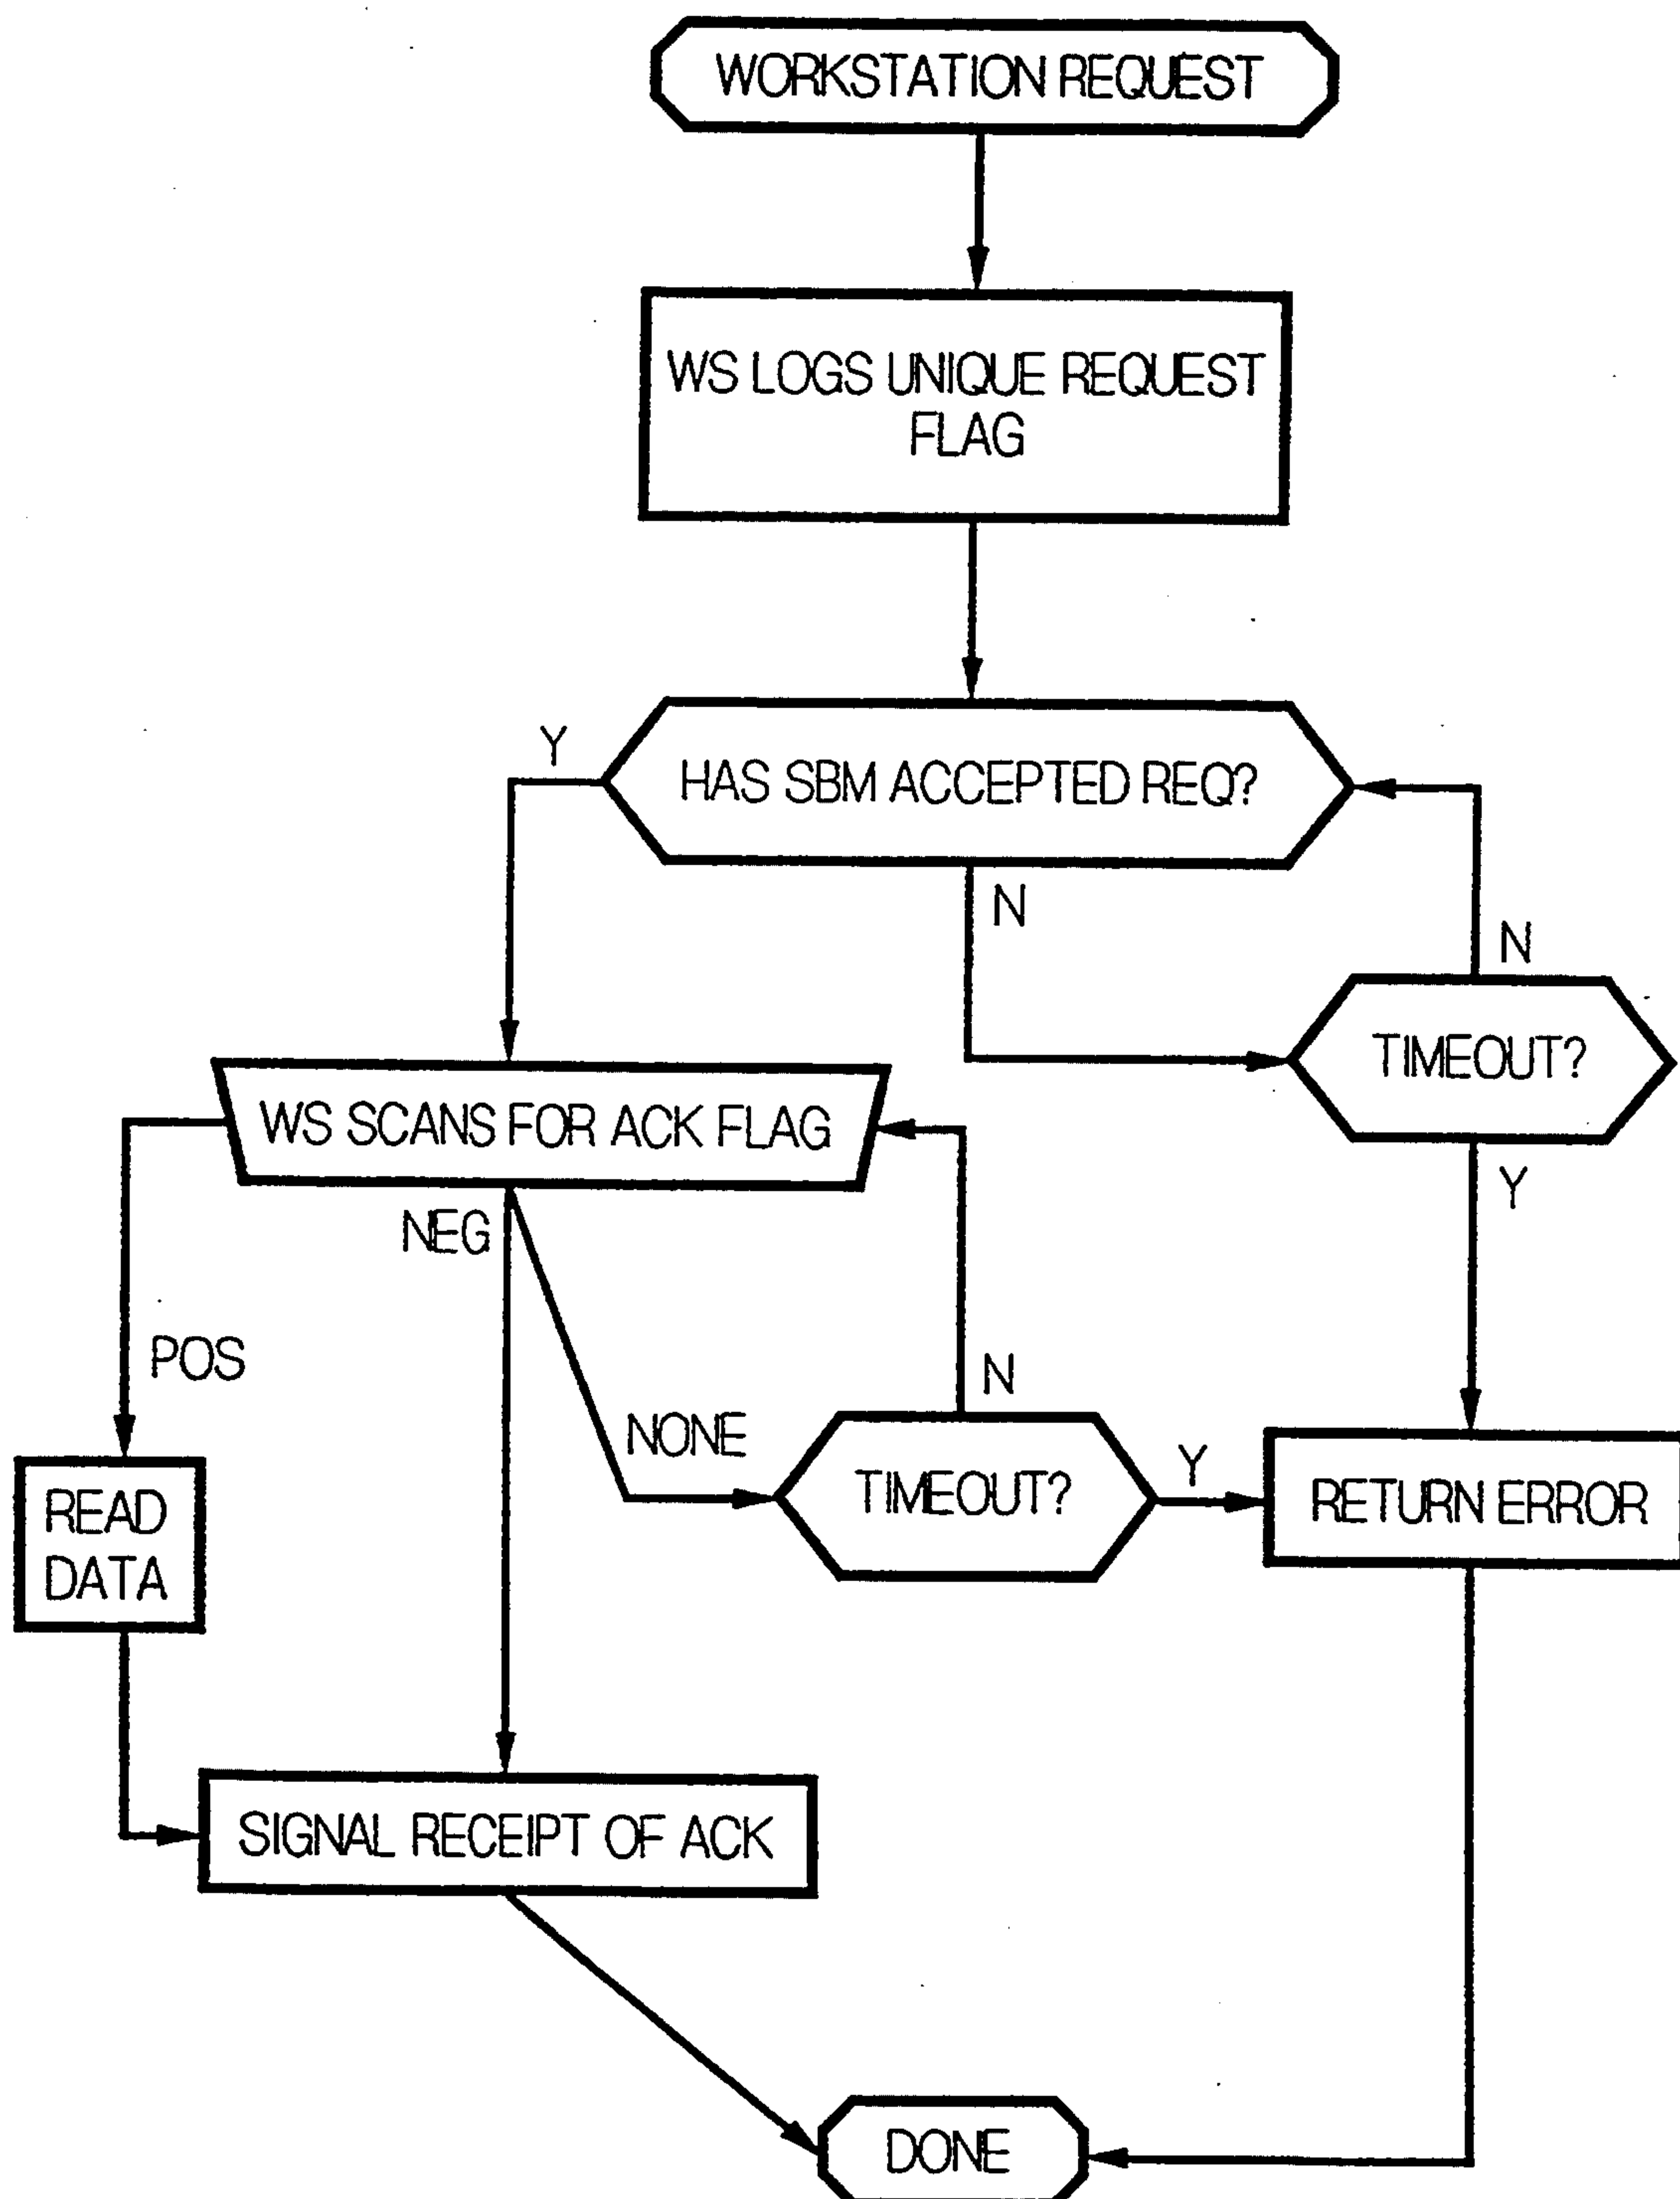 WORKSTATION REQUEST
WS LOGS UNIQUE REQUEST
FLAG
Y
HAS SBM ACCEPTED REQ?
N
N
TIMEOUT?
WS SCANS FOR ACK FLAG
Y
NEG
POS
N
NONE
TIMEOUT?
Y
RETURN ERROR
READ
DATA
SIGNAL RECEIPT OF ACK
DONE